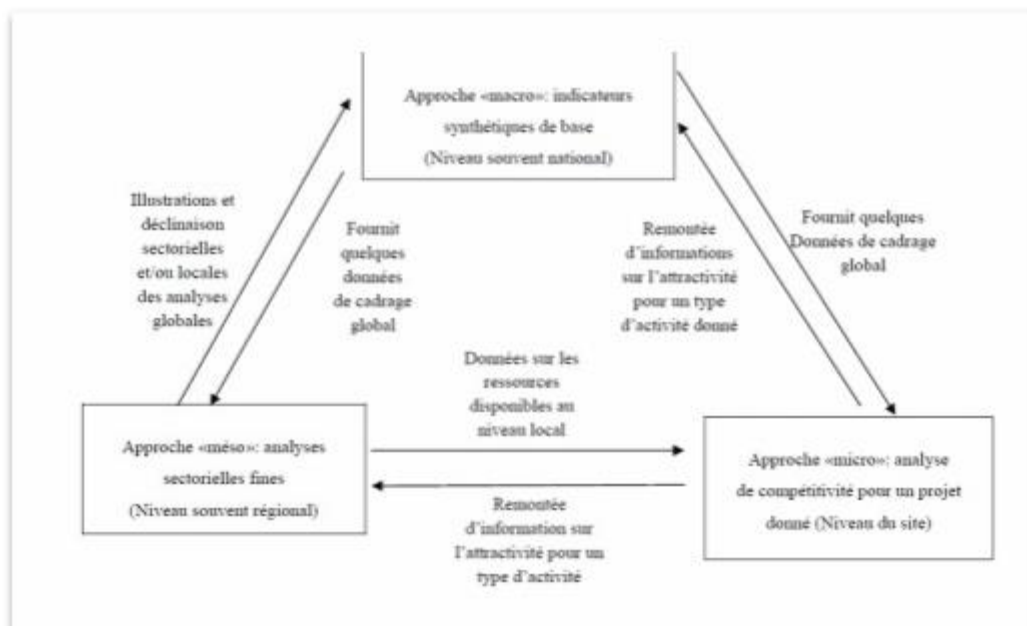 Approche «macro»: indicateurs
synthétiques de base
(Niveau souvent national)
Illustrations et
déclinaison
sectorielles
et/ou locales
des analyses
globales
Fournit
quelques
données
de cadrage
global
Remontée
d'informations
sur l'attractivité
pour un type
d'activité donné
Fournit quelques
Données de cadrage
global
Données sur les
ressources
disponibles au
niveau local
Approche «méso»: analyses
sectorielles fines
(Niveau souvent régional)
Approche «micro»: analyse
de compétitivité pour un projet
donné (Niveau du site)
Remontée
d'information sur
l'attractivité pour un
type d'activité